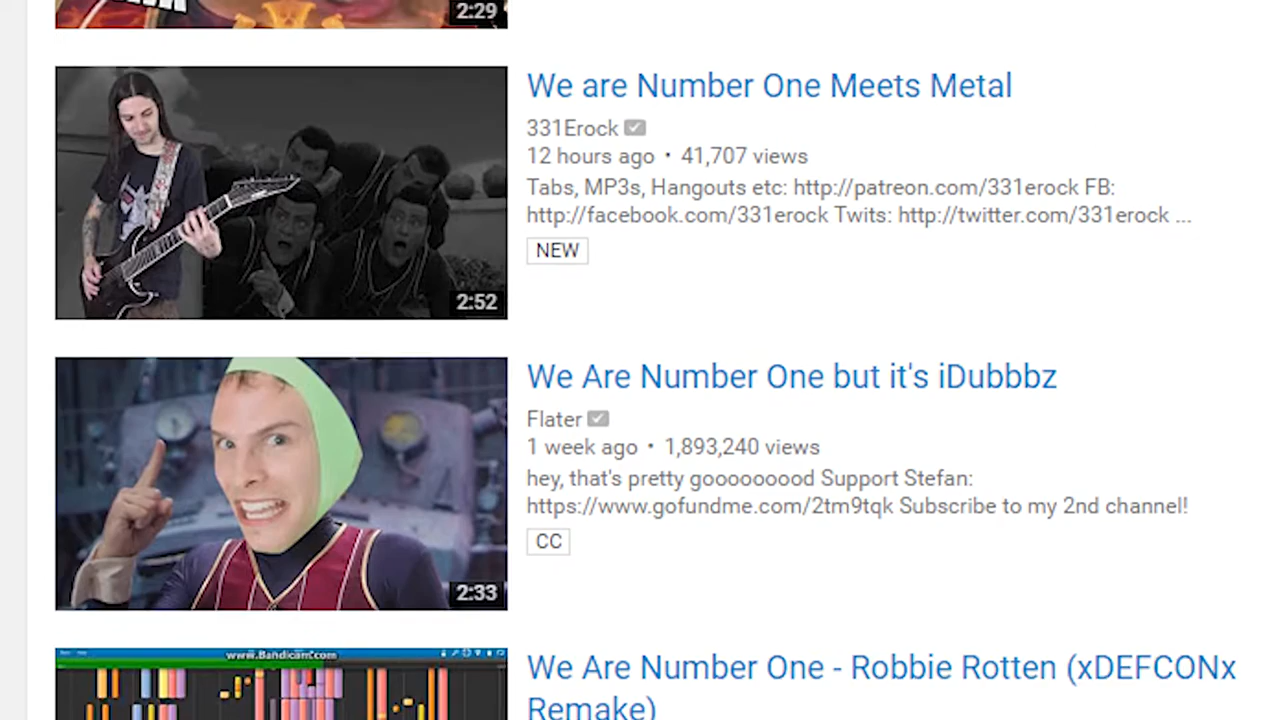 2:29
We are Number One Meets Metal
331Erock
12 hours ago • 41,707 views
Tabs, MP3s, Hangouts etc: http://patreon.com/331erock FB:
http://facebook.com/331erock Twits: http://twitter.com/331erock ...
NEW
2:52
We Are Number One but it's iDubbbz
Flater
1 week ago • 1,893,240 views
hey, that's pretty gooooooood Support Stefan:
https://www.gofundme.com/2tm9tqk Subscribe to my 2nd channel!
CC
2:33
www.Bandicam.com
We Are Number One - Robbie Rotten (xDEFCONx
Remake)